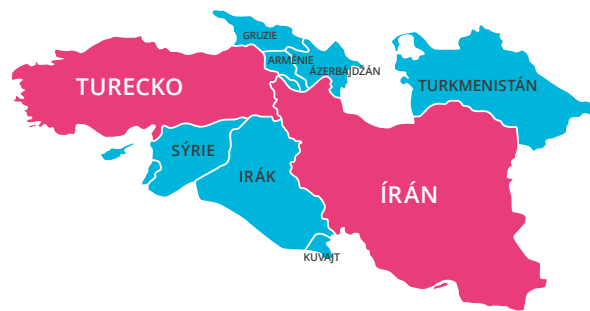 GRUZIE
ARMÉNIE
ÁZERBÁJDŽÁN
TURECKO
TURKMENISTÁN
SÝRIE
IRÁK
ÍRÁN
KUVAJT